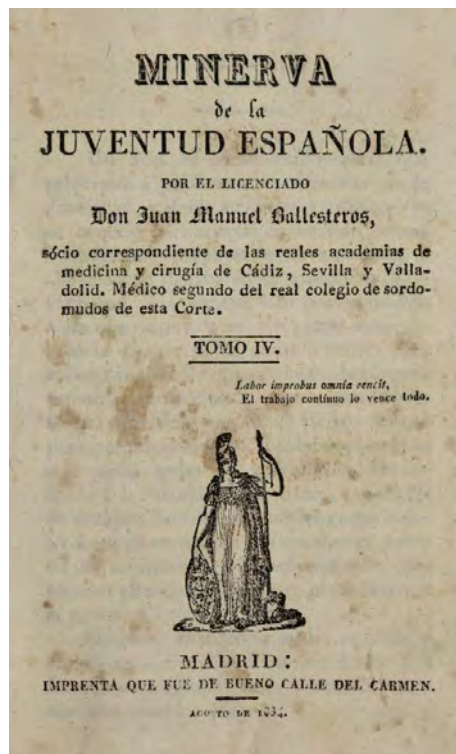 MINERVA
de la
JUVENTUD ESPAÑOLA.
POR EL LICENCIADO
Don Juan Manuel Ballesteros,
sócio correspondiente de las reales academias de
medicina y cirugía de Cádiz, Sevilla y Valla-
dolid. Médico segundo del real colegio de sordo-
mudos de esta Corte.
TOMO IV.
Labor improbus omnia vencit,
El trabajo contínuo lo vence todo.
MADRID:
IMPRENTA QUE FUE DE BUENO CALLE DEL CARMEN.
AGOSTO DE 1834.